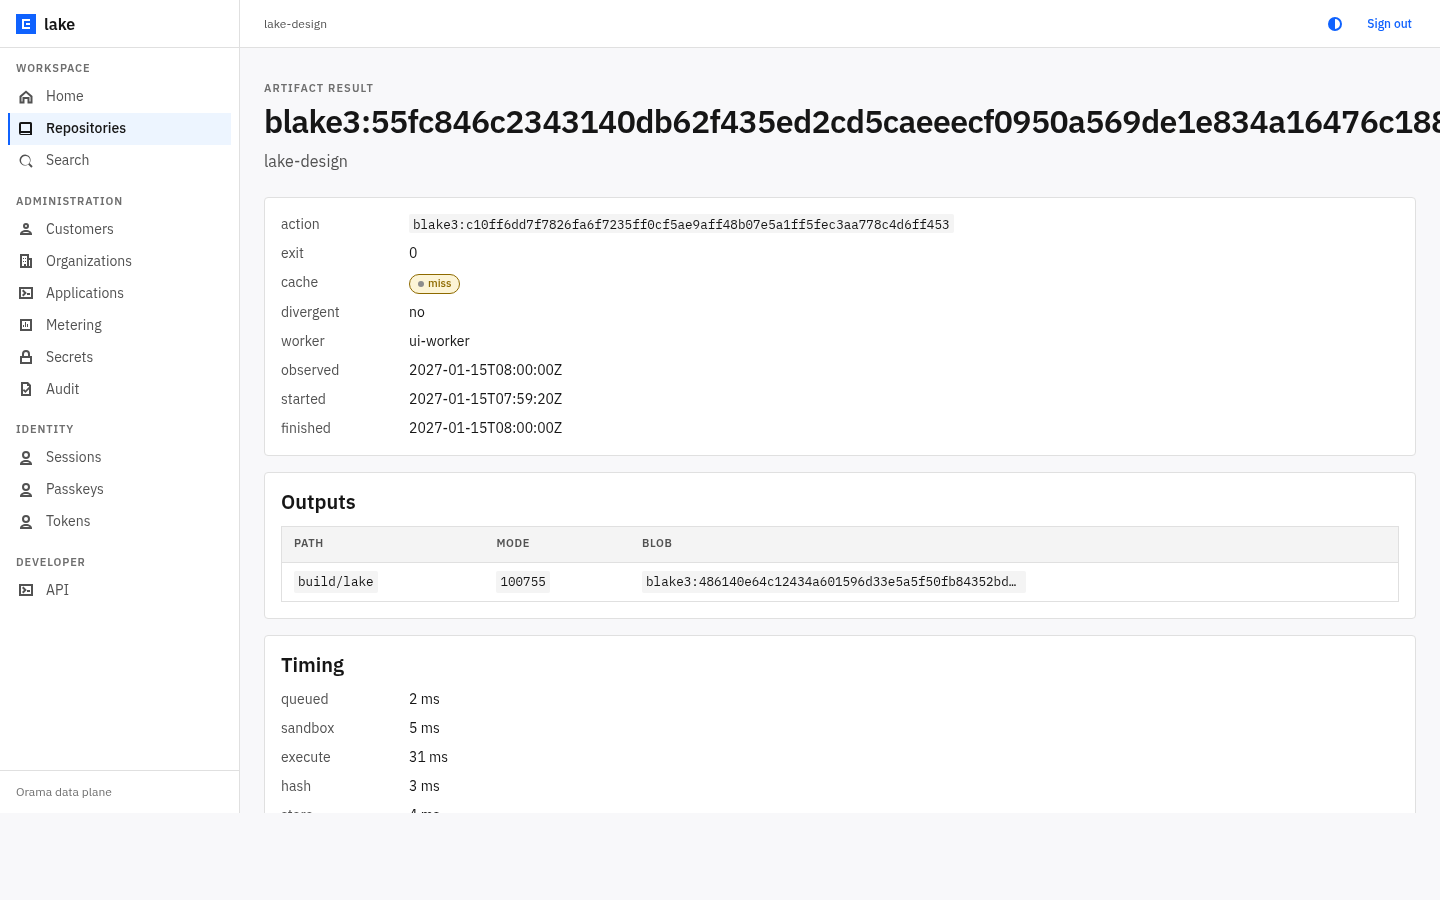 lake
lake-design
Sign out
WORKSPACE
Home
Repositories
Search
ADMINISTRATION
Customers
Organizations
Applications
Metering
Secrets
Audit
IDENTITY
Sessions
Passkeys
Tokens
DEVELOPER
API
Orama data plane
ARTIFACT RESULT
blake3:55fc846c2343140db62f435ed2cd5caeeecf0950a569de1e834a16476c188
lake-design
action blake3:c10ff6dd7f7826fa6f7235ff0cf5ae9aff48b07e5a1ff5fec3aa778c4d6ff453
exit 0
cache miss
divergent no
worker ui-worker
observed 2027-01-15T08:00:00Z
started 2027-01-15T07:59:20Z
finished 2027-01-15T08:00:00Z
Outputs
PATH MODE BLOB
build/lake 100755 blake3:486140e64c12434a601596d33e5a5f50fb84352bd…
Timing
queued 2 ms
sandbox 5 ms
execute 31 ms
hash 3 ms